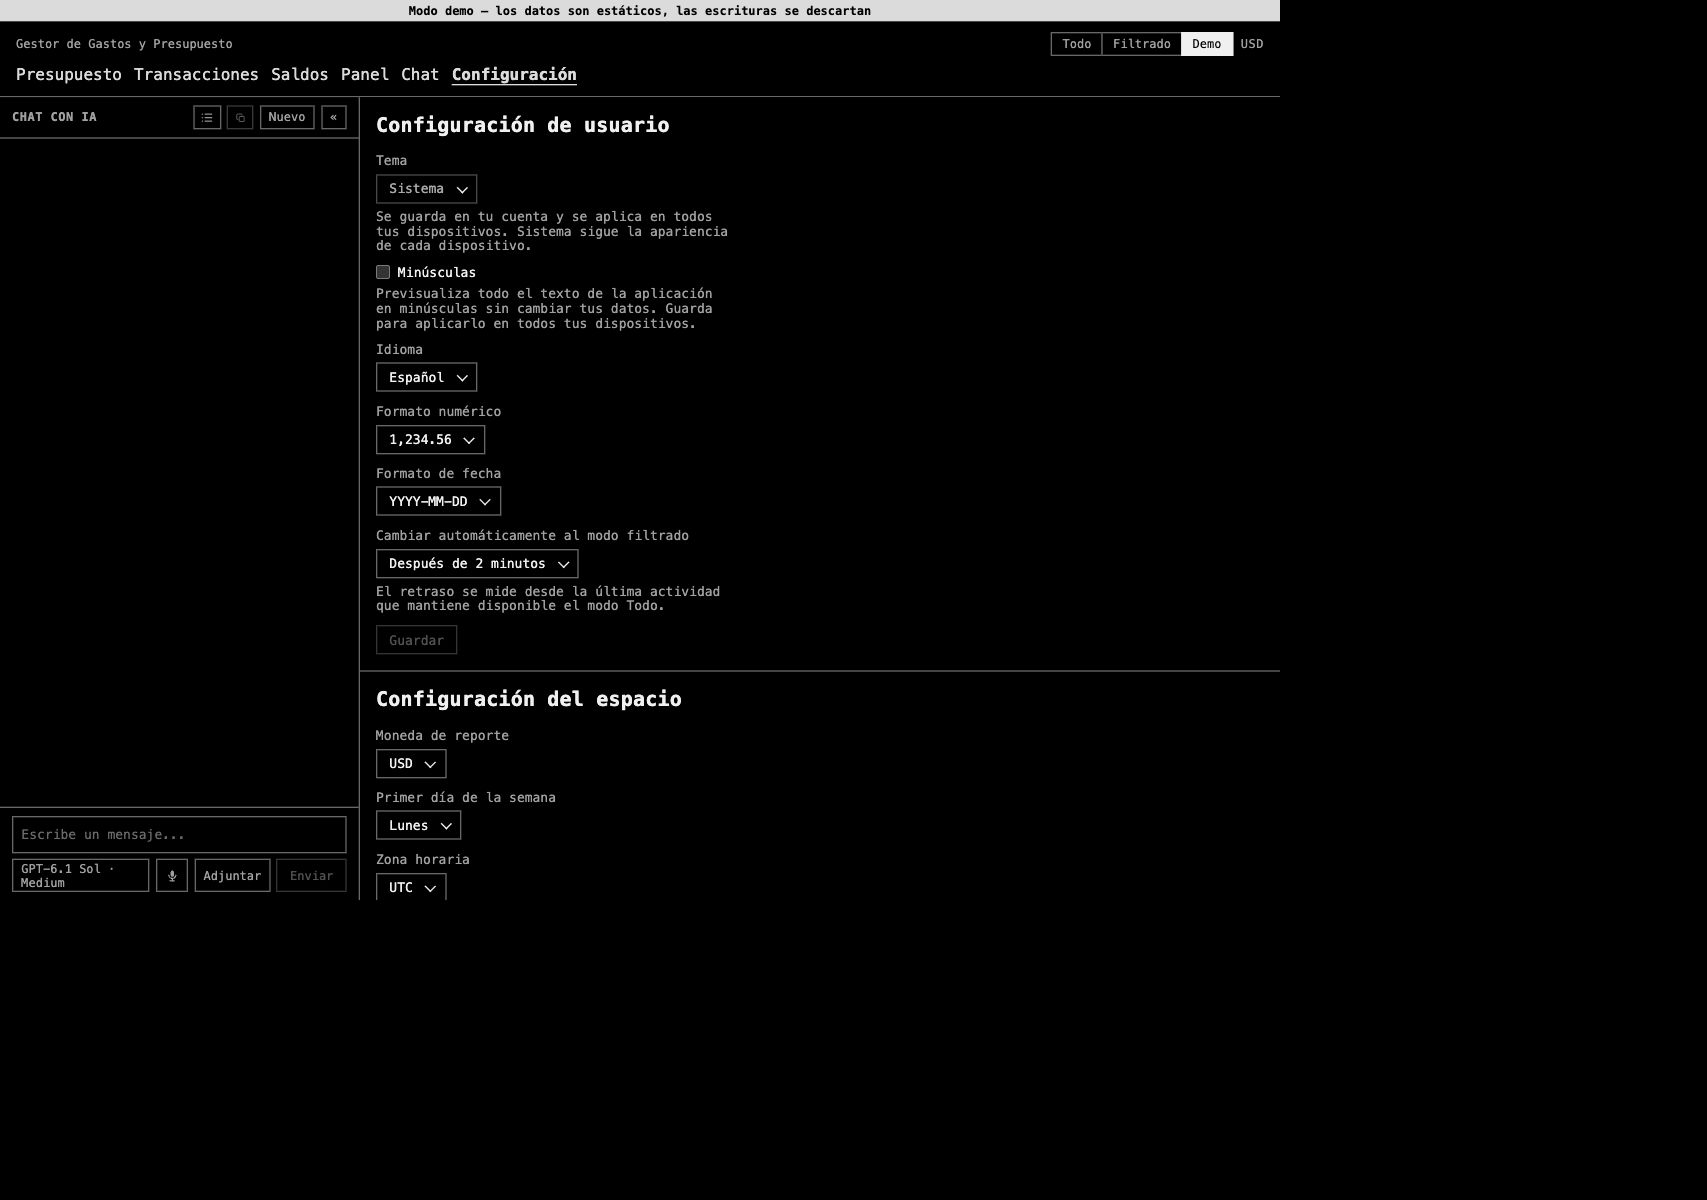 Modo demo — los datos son estáticos, las escrituras se descartan
Gestor de Gastos y Presupuesto
Todo Filtrado Demo USD
Presupuesto Transacciones Saldos Panel Chat Configuración
CHAT CON IA
Nuevo «
Configuración de usuario
Tema
Sistema
Se guarda en tu cuenta y se aplica en todos
tus dispositivos. Sistema sigue la apariencia
de cada dispositivo.
Minúsculas
Previsualiza todo el texto de la aplicación
en minúsculas sin cambiar tus datos. Guarda
para aplicarlo en todos tus dispositivos.
Idioma
Español
Formato numérico
1,234.56
Formato de fecha
YYYY-MM-DD
Cambiar automáticamente al modo filtrado
Después de 2 minutos
El retraso se mide desde la última actividad
que mantiene disponible el modo Todo.
Guardar
Configuración del espacio
Moneda de reporte
USD
Primer día de la semana
Lunes
Zona horaria
UTC
Escribe un mensaje...
GPT-6.1 Sol ·
Medium
Adjuntar
Enviar